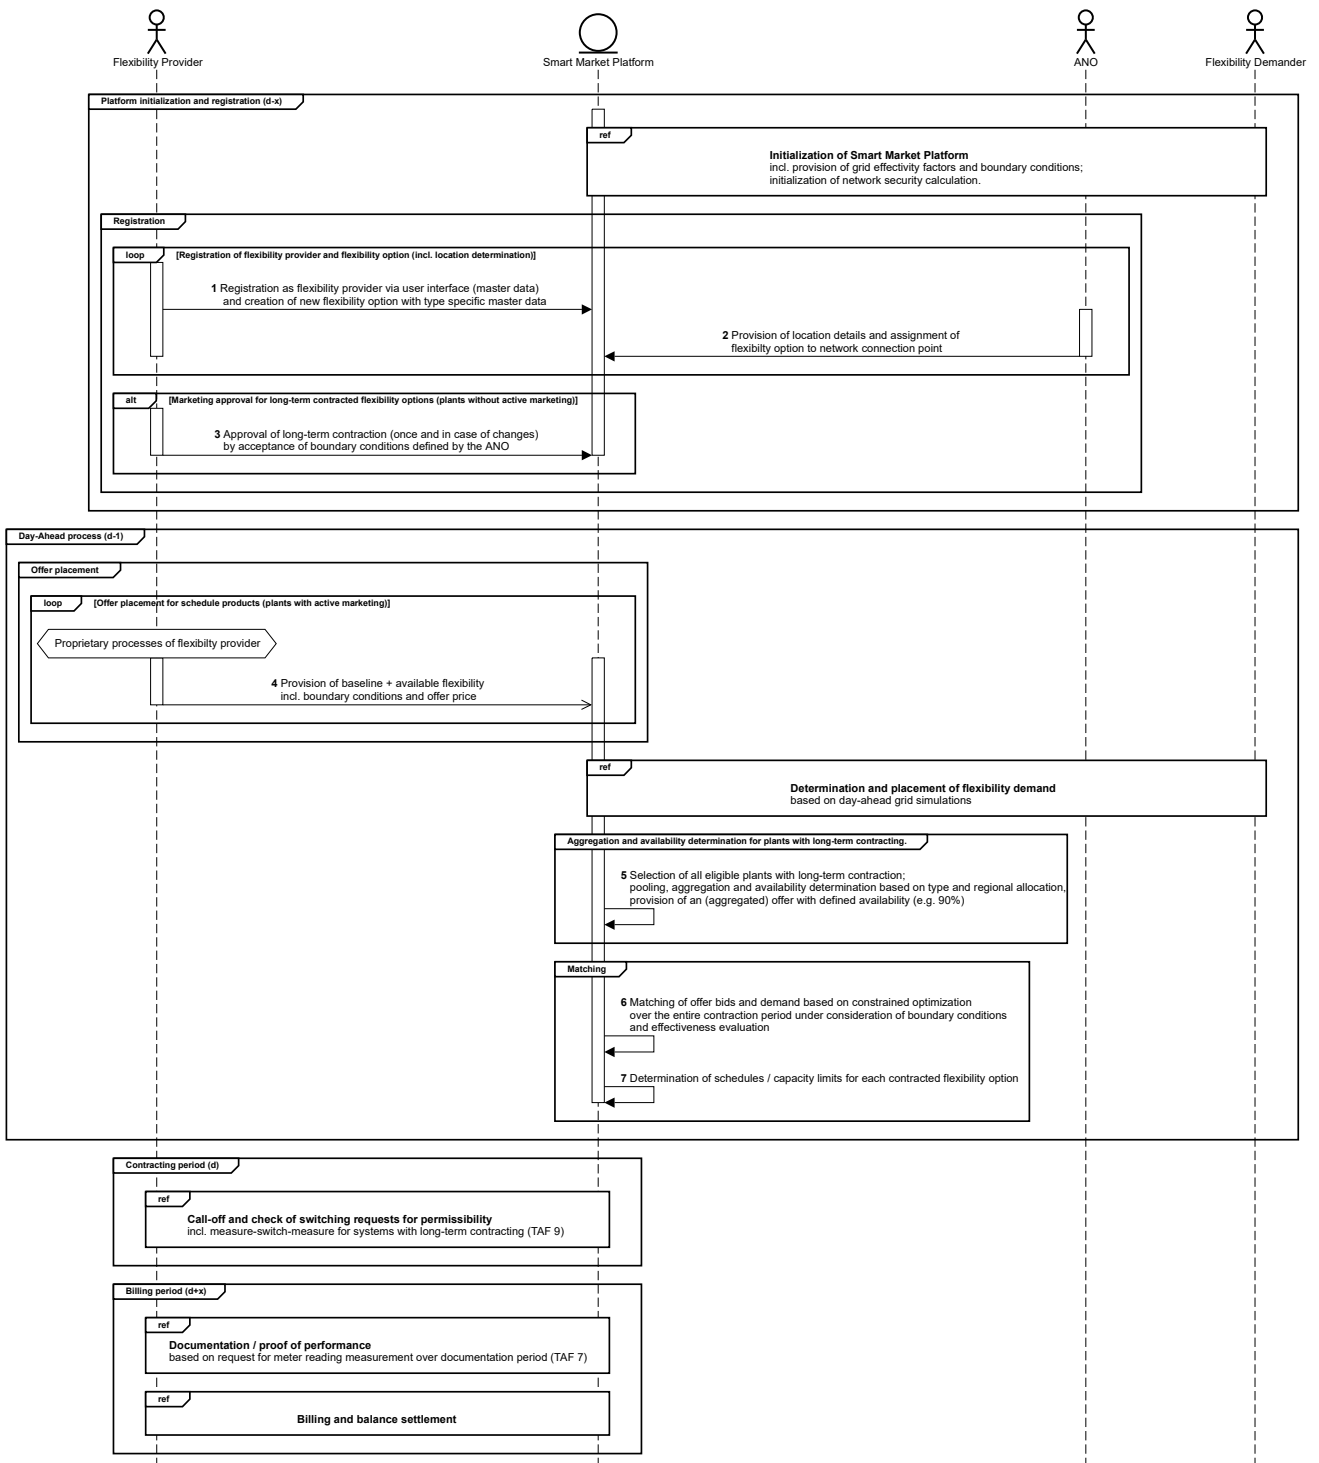 Flexibility Provider
Smart Market Platform
ANO
Flexibility Demander
Platform initialization and registration (d-x)
ref
Initialization of Smart Market Platform
incl. provision of grid effectivity factors and boundary conditions;
initialization of network security calculation.
Registration
loop
[Registration of flexibility provider and flexibility option (incl. location determination)]
1 Registration as flexibility provider via user interface (master data)
and creation of new flexibility option with type specific master data
2 Provision of location details and assignment of
flexibilty option to network connection point
alt
[Marketing approval for long-term contracted flexibility options (plants without active marketing)]
3 Approval of long-term contraction (once and in case of changes)
by acceptance of boundary conditions defined by the ANO
Day-Ahead process (d-1)
Offer placement
loop
[Offer placement for schedule products (plants with active marketing)]
Proprietary processes of flexibilty provider
4 Provision of baseline + available flexibility
incl. boundary conditions and offer price
ref
Determination and placement of flexibility demand
based on day-ahead grid simulations
Aggregation and availability determination for plants with long-term contracting.
5 Selection of all eligible plants with long-term contraction;
pooling, aggregation and availability determination based on type and regional allocation,
provision of an (aggregated) offer with defined availability (e.g. 90%)
Matching
6 Matching of offer bids and demand based on constrained optimization
over the entire contraction period under consideration of boundary conditions
and effectiveness evaluation
7 Determination of schedules / capacity limits for each contracted flexibility option
Contracting period (d)
ref
Call-off and check of switching requests for permissibility
incl. measure-switch-measure for systems with long-term contracting (TAF 9)
Billing period (d+x)
ref
Documentation / proof of performance
based on request for meter reading measurement over documentation period (TAF 7)
ref
Billing and balance settlement